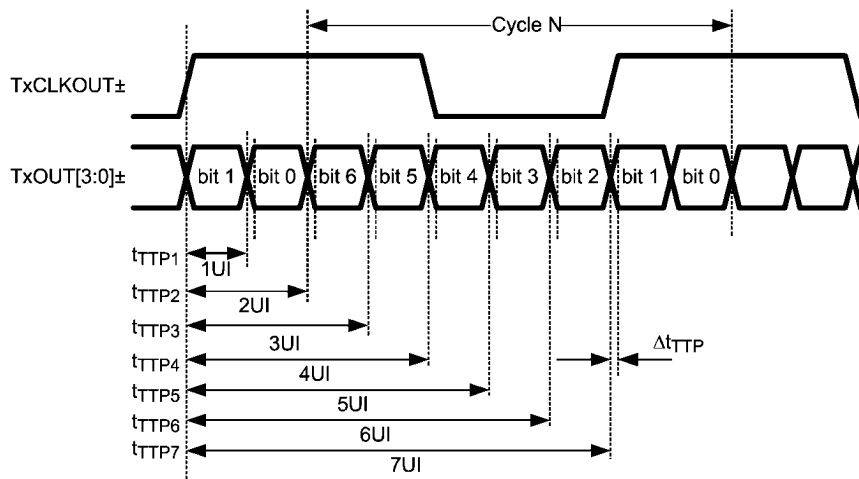 Cycle N
TxCLKOUT±
TxOUT[3:0]±
bit 1 bit 0 bit 6 bit 5 bit 4 bit 3 bit 2 bit 1 bit 0
tTTP1
1UI
tTTP2
2UI
tTTP3
3UI
tTTP4
ΔtTTP
4UI
tTTP5
5UI
tTTP6
6UI
tTTP7
7UI